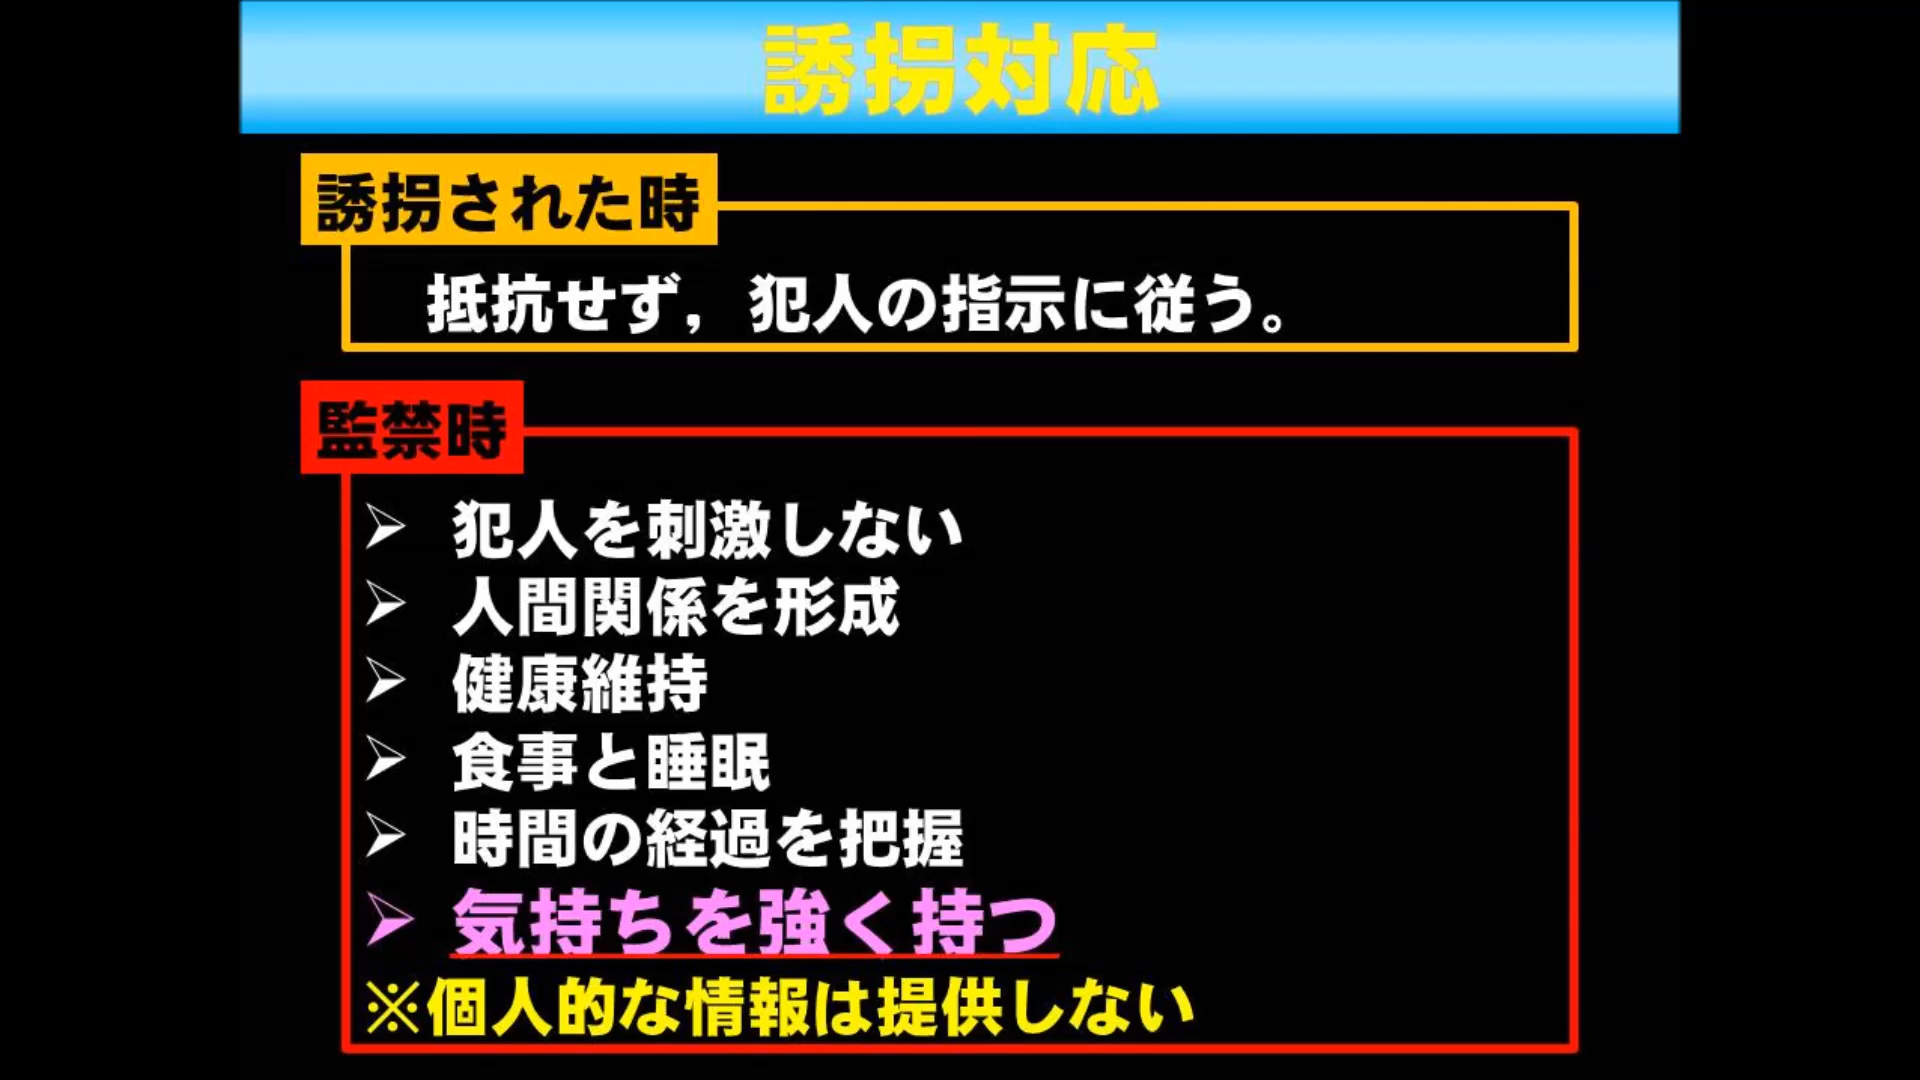 誘拐対応
誘拐された時
抵抗せず，犯人の指示に従う。
監禁時
➢ 犯人を刺激しない
➢ 人間関係を形成
➢ 健康維持
➢ 食事と睡眠
➢ 時間の経過を把握
➢ 気持ちを強く持つ
※個人的な情報は提供しない